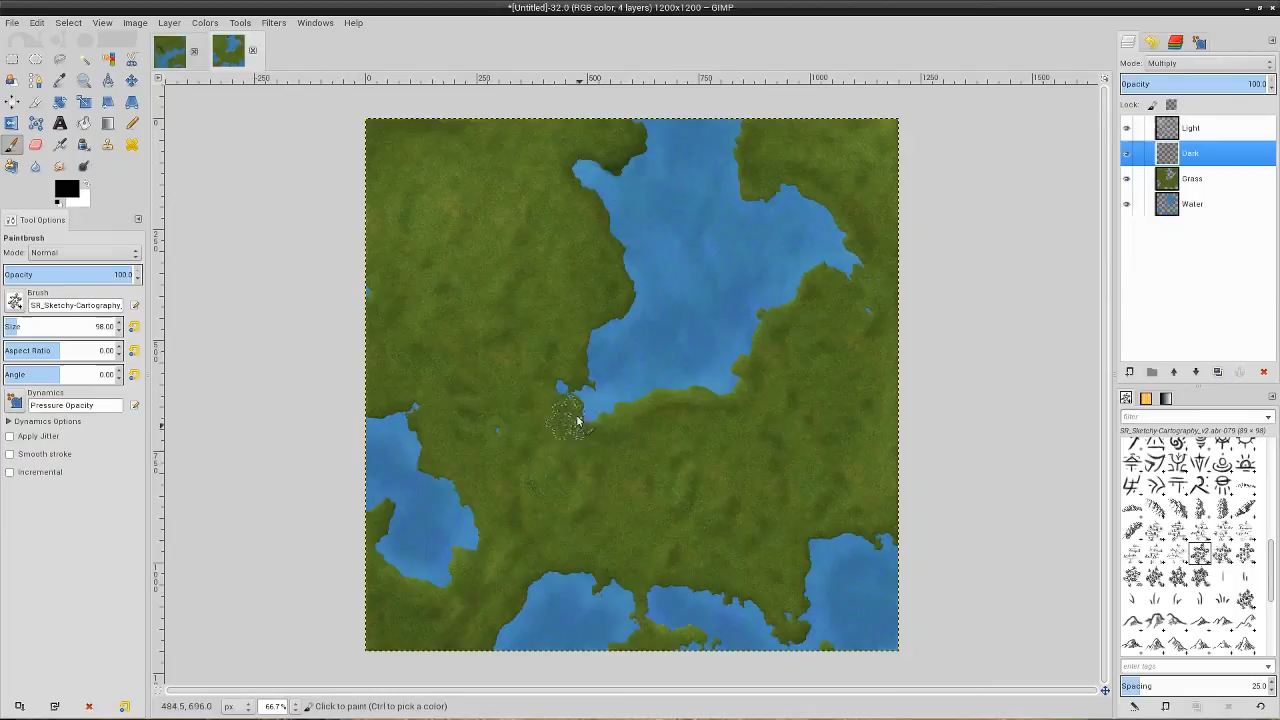 *[Untitled]-32.0 (RGB color, 4 layers) 1200x1200 – GIMP
File Edit Select View Image Layer Colors Tools Filters Windows Help
Mode: Multiply
Opacity 100.0
Lock:
Light
Dark
Grass
Water
-250 0 250 500 750 1000 1250 1500
Tool Options
Paintbrush
Mode: Normal
Opacity 100.0
Brush
SR_Sketchy-Cartography_
Size 98.00
Aspect Ratio 0.00
Angle 0.00
Dynamics
Pressure Opacity
Dynamics Options
Apply Jitter
Smooth stroke
Incremental
filter
SR_Sketchy-Cartography_v2.abr-079 (89 × 98)
enter tags
Spacing 25.0
484.5, 696.0 px 66.7% Click to paint (Ctrl to pick a color)